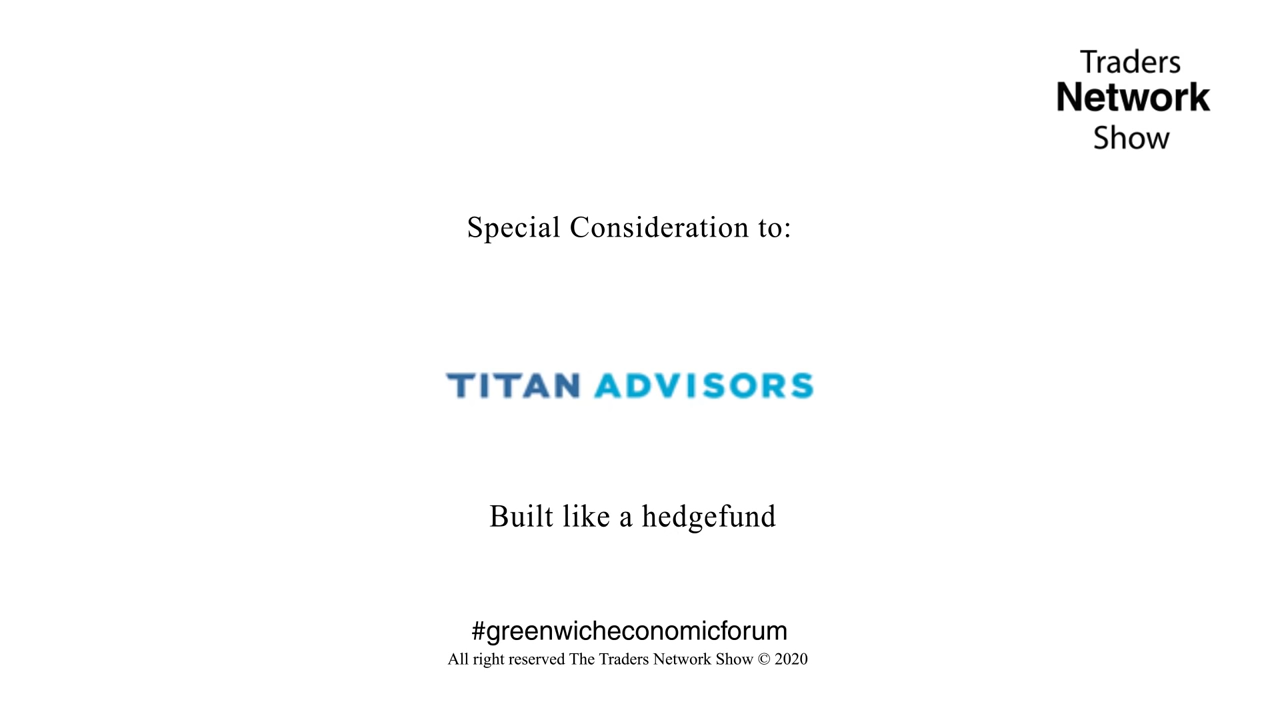 Traders
Network
Show
Special Consideration to:
TITAN ADVISORS
Built like a hedgefund
#greenwicheconomicforum
All right reserved The Traders Network Show © 2020